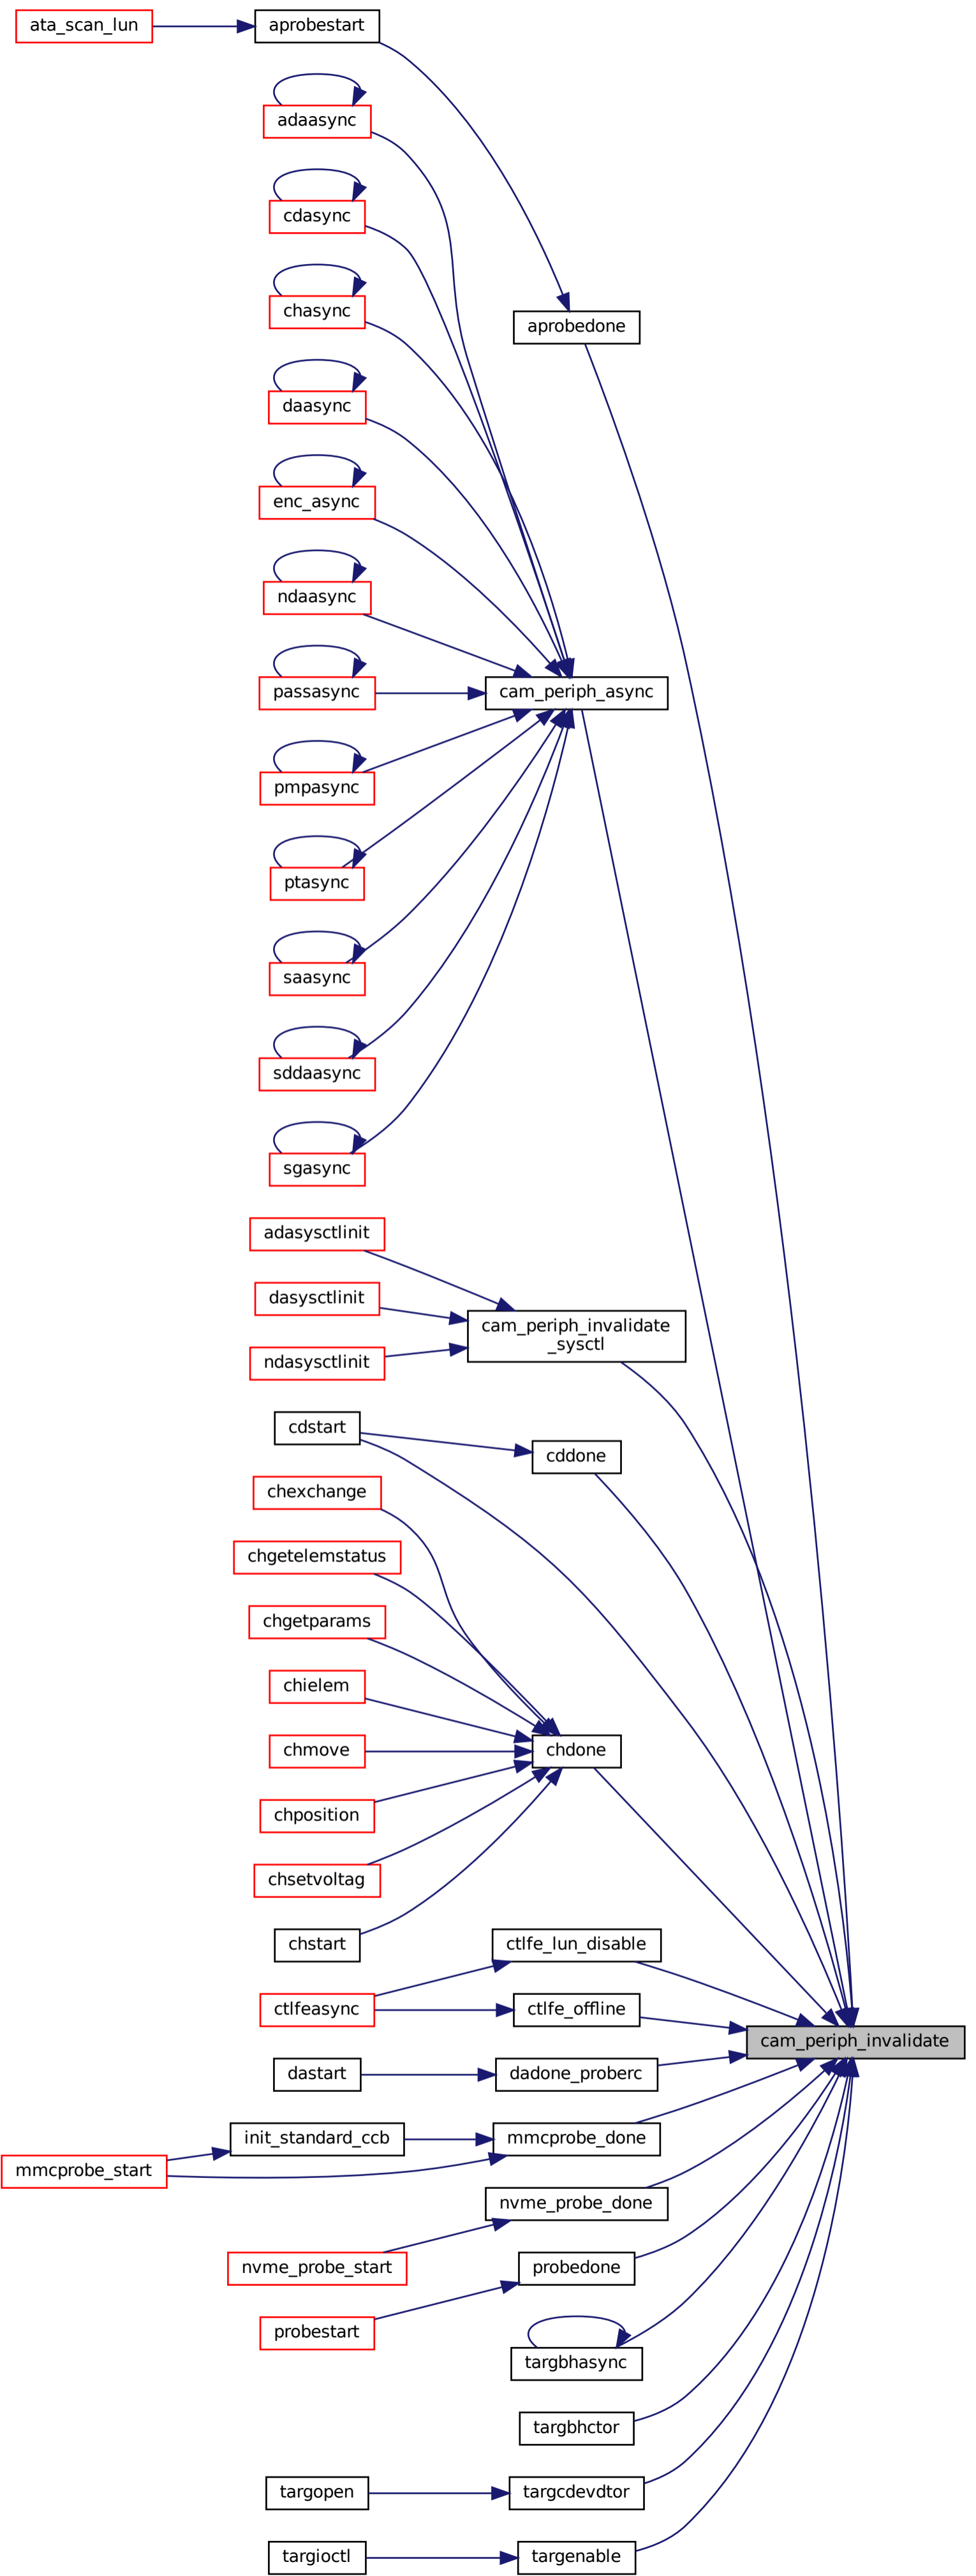 ata_scan_lun
aprobestart
adaasync
cdasync
chasync
aprobedone
daasync
enc_async
ndaasync
passasync
cam_periph_async
pmpasync
ptasync
saasync
sddaasync
sgasync
adasysctlinit
dasysctlinit
cam_periph_invalidate
_sysctl
ndasysctlinit
cdstart
cddone
chexchange
chgetelemstatus
chgetparams
chielem
chmove
chdone
chposition
chsetvoltag
chstart
ctlfe_lun_disable
ctlfeasync
ctlfe_offline
cam_periph_invalidate
dastart
dadone_proberc
init_standard_ccb
mmcprobe_done
mmcprobe_start
nvme_probe_done
nvme_probe_start
probedone
probestart
targbhasync
targbhctor
targopen
targcdevdtor
targioctl
targenable